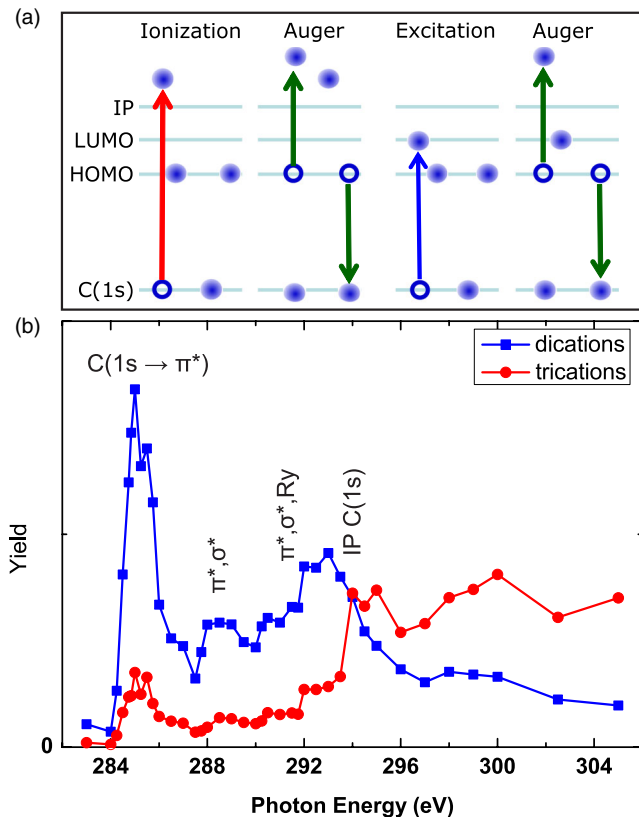 (a)
Ionization Auger Excitation Auger
IP
LUMO
HOMO
C(1s)
(b)
dications
trications
C(1s → π*)
π*,σ*
π*,σ*,Ry
IP C(1s)
Yield
0
284 288 292 296 300 304
Photon Energy (eV)